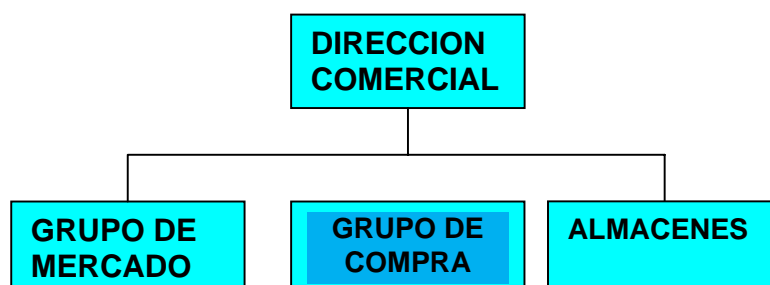 DIRECCION
COMERCIAL
GRUPO DE
MERCADO
GRUPO DE
COMPRA
ALMACENES